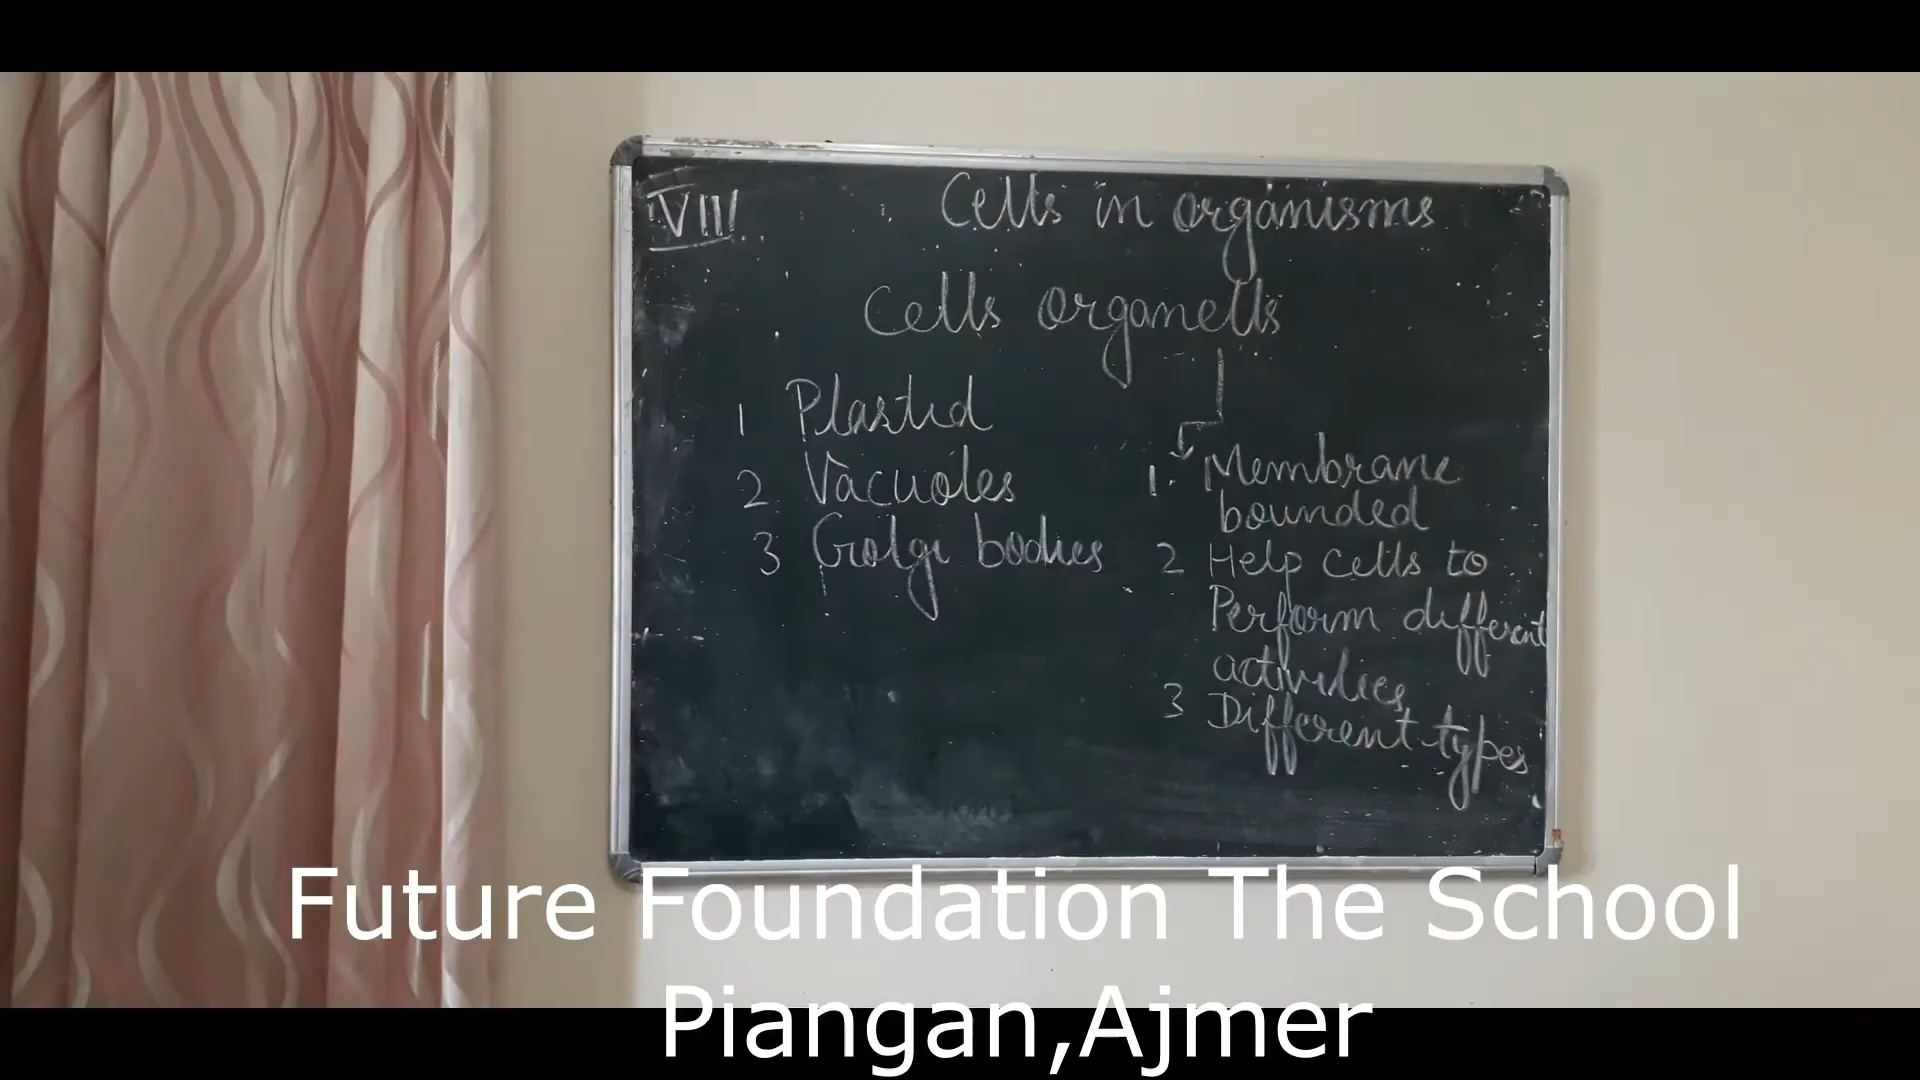 VIII
Cells in organisms
Cells organells
1 Plastid
2 Vacuoles
3 Golgi bodies
1. Membrane
bounded
2 Help cells to
Perform different
activities
3 Different types
Future Foundation The School
Piangan,Ajmer